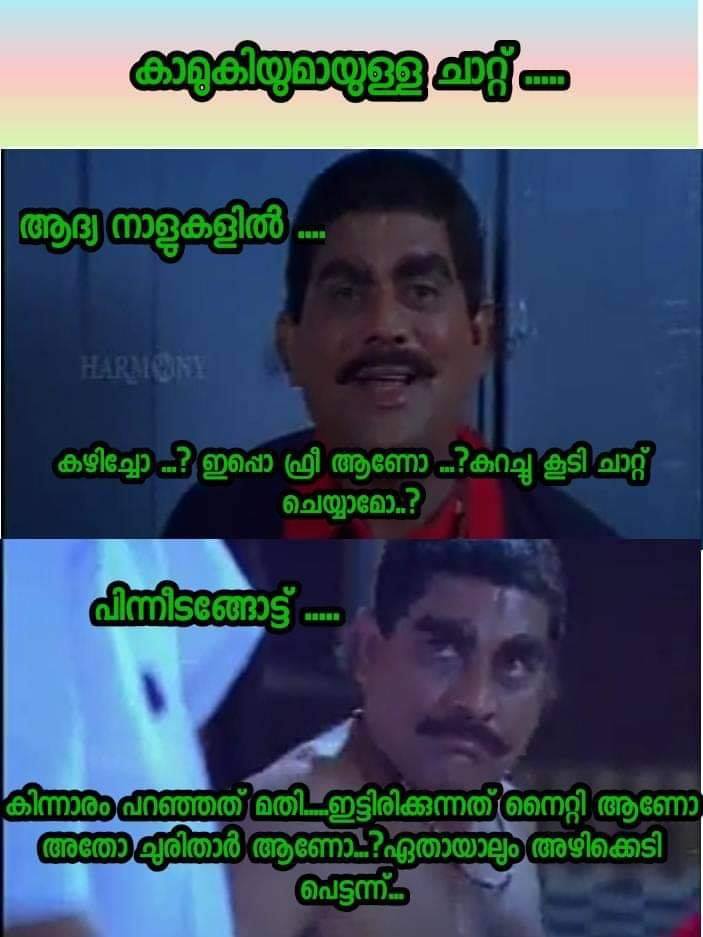 കാമുകിയുമായുള്ള ചാറ്റ് .....
ആദ്യ നാളുകളിൽ ....
HARMONY
കഴിച്ചോ ...? ഇപ്പൊ ഫ്രീ ആണോ ...?കുറച്ചു കൂടി ചാറ്റ്
ചെയ്യാമോ..?
പിന്നീടങ്ങോട്ട് .....
കിന്നാരം പറഞ്ഞത് മതി....ഇട്ടിരിക്കുന്നത് നൈറ്റി ആണോ
അതോ ചുരിതാർ ആണോ...?ഏതായാലും അഴിക്കെടി
പെട്ടന്ന്...